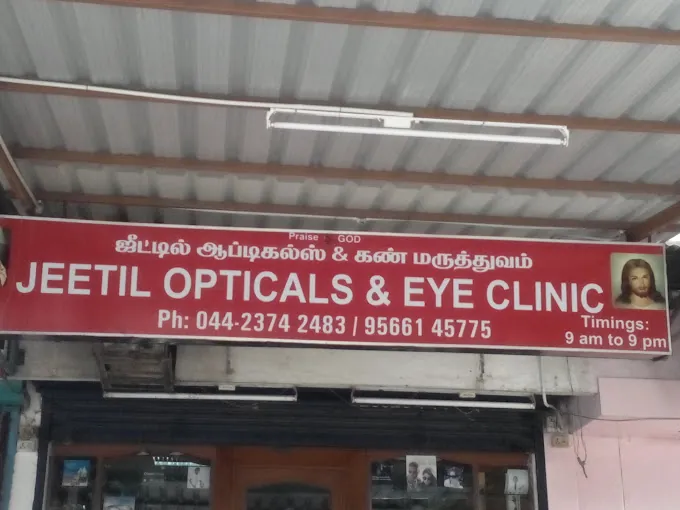 Praise GOD
ஜீட்டில் ஆப்டிகல்ஸ் & கண் மருத்துவம்
JEETIL OPTICALS & EYE CLINIC
Ph: 044-2374 2483 / 95661 45775
Timings:
9 am to 9 pm